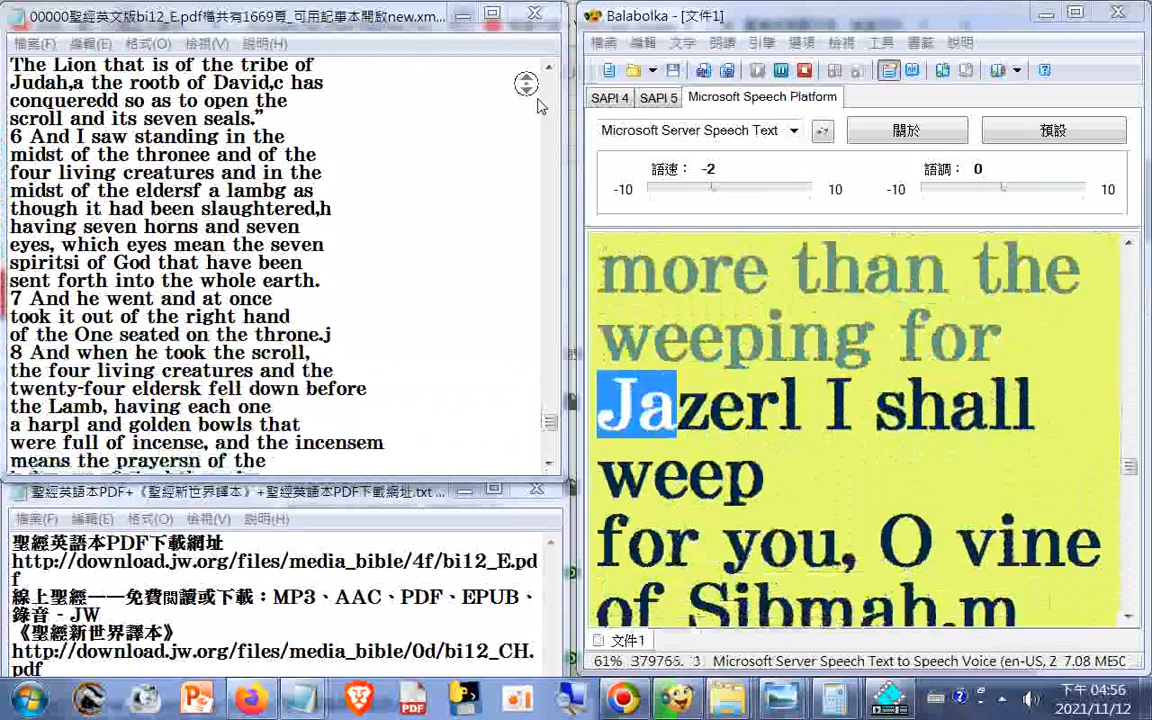 00000聖經英文版bi12_E.pdf檔共有1669頁_可用記事本開啟new.xm...
檔案(F) 編輯(E) 格式(O) 檢視(V) 說明(H)
The Lion that is of the tribe of
Judah,a the rootb of David,c has
conqueredd so as to open the
scroll and its seven seals.”
6 And I saw standing in the
midst of the thronee and of the
four living creatures and in the
midst of the eldersf a lambg as
though it had been slaughtered,h
having seven horns and seven
eyes, which eyes mean the seven
spiritsi of God that have been
sent forth into the whole earth.
7 And he went and at once
took it out of the right hand
of the One seated on the throne.j
8 And when he took the scroll,
the four living creatures and the
twenty-four eldersk fell down before
the Lamb, having each one
a harpl and golden bowls that
were full of incense, and the incensem
means the prayersn of the
聖經英語本PDF+《聖經新世界譯本》+聖經英語本PDF下載網址.txt ...
檔案(F) 編輯(E) 格式(O) 檢視(V) 說明(H)
聖經英語本PDF下載網址
http://download.jw.org/files/media_bible/4f/bi12_E.pd
f
線上聖經——免費閱讀或下載：MP3、AAC、PDF、EPUB、
錄音 - JW
《聖經新世界譯本》
http://download.jw.org/files/media_bible/0d/bi12_CH.
pdf
Balabolka - [文件1]
檔案 編輯 文字 朗讀 引擎 選項 檢視 工具 書籤 說明
SAPI 4 SAPI 5 Microsoft Speech Platform
Microsoft Server Speech Text 關於 預設
語速： -2 語調： 0
-10 10 -10 10
more than the
weeping for
Jazerl I shall
weep
for you, O vine
of Sibmah.m
文件1
61% Microsoft Server Speech Text to Speech Voice (en-US, Z 7.08 МБ
下午 04:56
2021/11/12